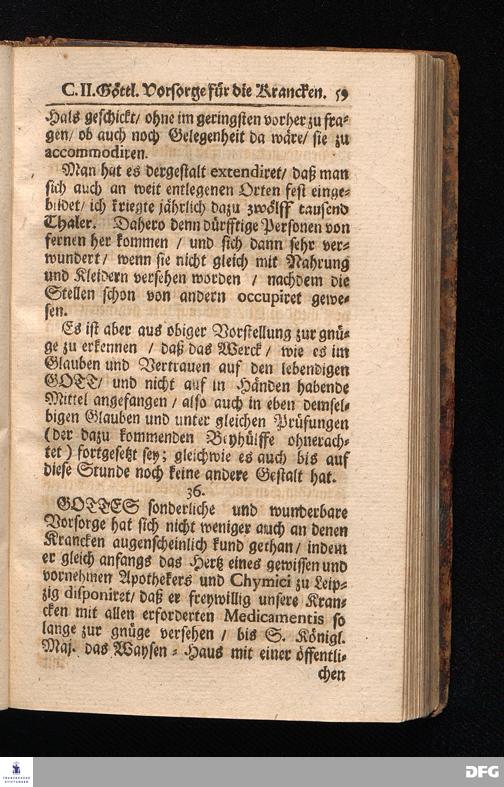 C. II. Göttl. Vorsorge für die Krancken. 59
Hals geschickt/ ohne im geringsten vorher zu fra-
gen/ ob auch noch Gelegenheit da wäre/ sie zu
accommodiren.
Man hat es dergestalt extendiret/ daß man
sich auch an weit entlegenen Orten fest einge-
bildet/ ich kriegte jährlich dazu zwölff tausend
Thaler. Dahero denn dürfftige Personen von
fernen her kommen / und sich dann sehr ver-
wundert/ wenn sie nicht gleich mit Nahrung
und Kleidern versehen worden / nachdem die
Stellen schon von andern occupiret gewe-
sen.
Es ist aber aus obiger Vorstellung zur gnü-
ge zu erkennen / daß das Werck/ wie es im
Glauben und Vertrauen auf den lebendigen
GOTT/ und nicht auf in Händen habende
Mittel angefangen/ also auch in eben demsel-
bigen Glauben und unter gleichen Prüfungen
(der dazu kommenden Beyhülffe ohnerach-
tet) fortgesetzt sey; gleichwie es auch bis auf
diese Stunde noch keine andere Gestalt hat.
36.
GOTTES sonderliche und wunderbare
Vorsorge hat sich nicht weniger auch an denen
Krancken augenscheinlich kund gethan/ indem
er gleich anfangs das Hertz eines gewissen und
vornehmen Apothekers und Chymici zu Leip-
zig disponiret/ daß er freywillig unsere Kran-
cken mit allen erforderten Medicamentis so
lange zur gnüge versehen / bis S. Königl.
Maj. das Waysen-Haus mit einer öffentli-
chen
FRANCKESCHE
STIFTUNGEN
DFG